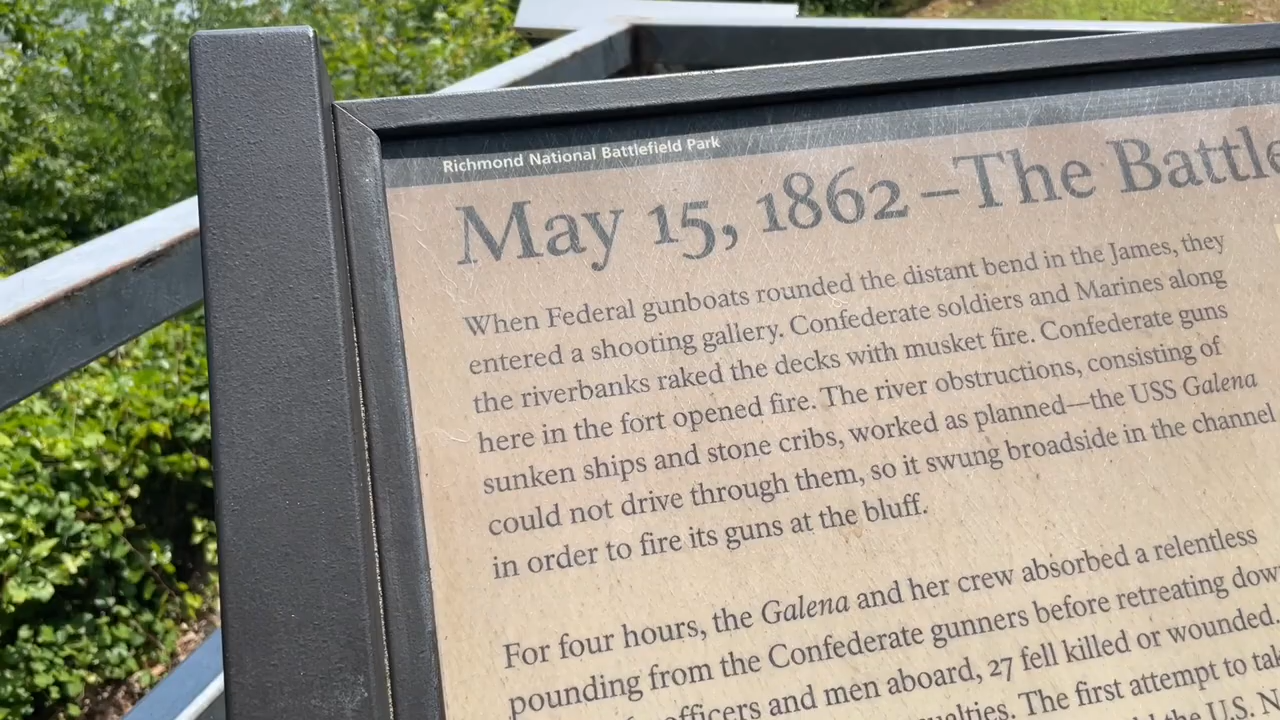 Richmond National Battlefield Park
May 15, 1862 –The Battle
When Federal gunboats rounded the distant bend in the James, they
entered a shooting gallery. Confederate soldiers and Marines along
the riverbanks raked the decks with musket fire. Confederate guns
here in the fort opened fire. The river obstructions, consisting of
sunken ships and stone cribs, worked as planned—the USS Galena
could not drive through them, so it swung broadside in the channel
in order to fire its guns at the bluff.
For four hours, the Galena and her crew absorbed a relentless
pounding from the Confederate gunners before retreating
officers and men aboard, 27 fell killed or wounded.
The first attempt to
the U.S.